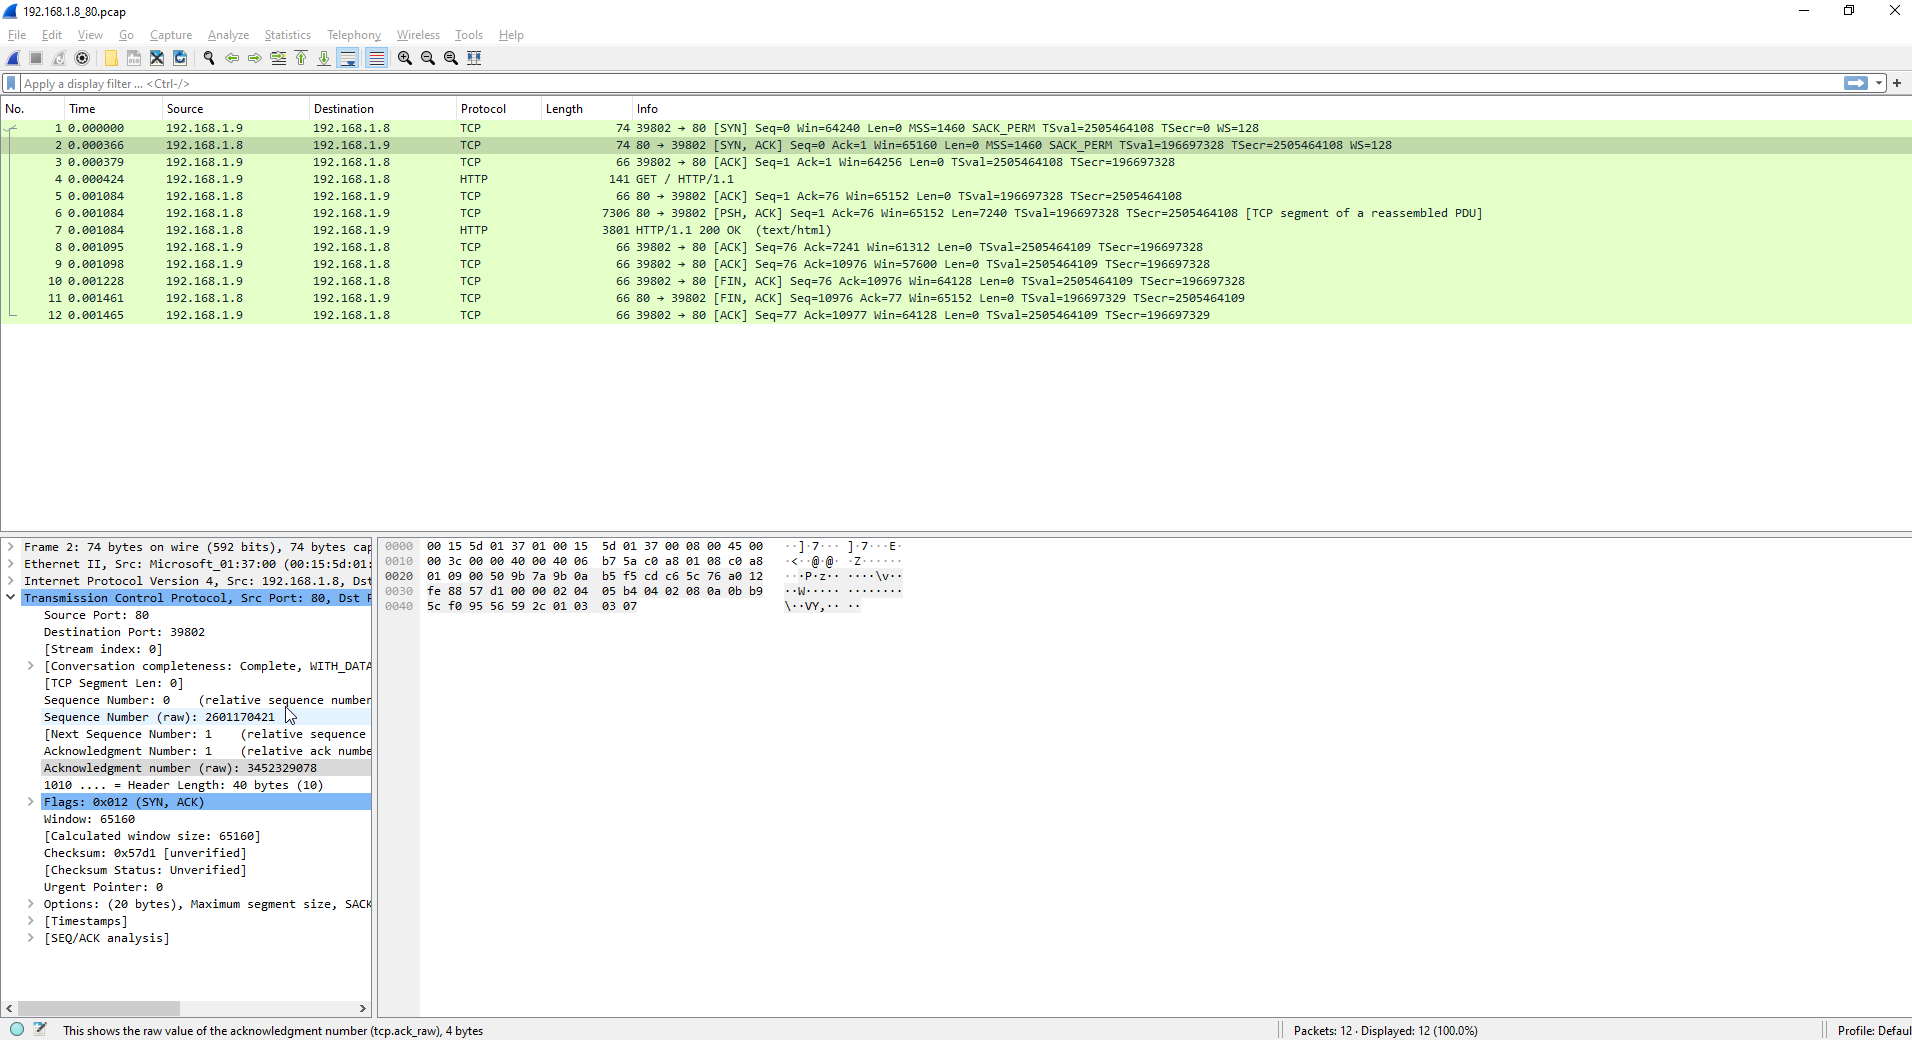 192.168.1.8_80.pcap
File Edit View Go Capture Analyze Statistics Telephony Wireless Tools Help
Apply a display filter ... <Ctrl-/>
No. Time Source Destination Protocol Length Info
1 0.000000 192.168.1.9 192.168.1.8 TCP 74 39802 → 80 [SYN] Seq=0 Win=64240 Len=0 MSS=1460 SACK_PERM TSval=2505464108 TSecr=0 WS=128
2 0.000366 192.168.1.8 192.168.1.9 TCP 74 80 → 39802 [SYN, ACK] Seq=0 Ack=1 Win=65160 Len=0 MSS=1460 SACK_PERM TSval=196697328 TSecr=2505464108 WS=128
3 0.000379 192.168.1.9 192.168.1.8 TCP 66 39802 → 80 [ACK] Seq=1 Ack=1 Win=64256 Len=0 TSval=2505464108 TSecr=196697328
4 0.000424 192.168.1.9 192.168.1.8 HTTP 141 GET / HTTP/1.1
5 0.001084 192.168.1.8 192.168.1.9 TCP 66 80 → 39802 [ACK] Seq=1 Ack=76 Win=65152 Len=0 TSval=196697328 TSecr=2505464108
6 0.001084 192.168.1.8 192.168.1.9 TCP 7306 80 → 39802 [PSH, ACK] Seq=1 Ack=76 Win=65152 Len=7240 TSval=196697328 TSecr=2505464108 [TCP segment of a reassembled PDU]
7 0.001084 192.168.1.8 192.168.1.9 HTTP 3801 HTTP/1.1 200 OK (text/html)
8 0.001095 192.168.1.9 192.168.1.8 TCP 66 39802 → 80 [ACK] Seq=76 Ack=7241 Win=61312 Len=0 TSval=2505464109 TSecr=196697328
9 0.001098 192.168.1.9 192.168.1.8 TCP 66 39802 → 80 [ACK] Seq=76 Ack=10976 Win=57600 Len=0 TSval=2505464109 TSecr=196697328
10 0.001228 192.168.1.9 192.168.1.8 TCP 66 39802 → 80 [FIN, ACK] Seq=76 Ack=10976 Win=64128 Len=0 TSval=2505464109 TSecr=196697328
11 0.001461 192.168.1.8 192.168.1.9 TCP 66 80 → 39802 [FIN, ACK] Seq=10976 Ack=77 Win=65152 Len=0 TSval=196697329 TSecr=2505464109
12 0.001465 192.168.1.9 192.168.1.8 TCP 66 39802 → 80 [ACK] Seq=77 Ack=10977 Win=64128 Len=0 TSval=2505464109 TSecr=196697329
Frame 2: 74 bytes on wire (592 bits), 74 bytes cap
Ethernet II, Src: Microsoft_01:37:00 (00:15:5d:01:
Internet Protocol Version 4, Src: 192.168.1.8, Dst
Transmission Control Protocol, Src Port: 80, Dst P
Source Port: 80
Destination Port: 39802
[Stream index: 0]
[Conversation completeness: Complete, WITH_DATA
[TCP Segment Len: 0]
Sequence Number: 0 (relative sequence number
Sequence Number (raw): 2601170421
[Next Sequence Number: 1 (relative sequence
Acknowledgment Number: 1 (relative ack numbe
Acknowledgment number (raw): 3452329078
1010 .... = Header Length: 40 bytes (10)
Flags: 0x012 (SYN, ACK)
Window: 65160
[Calculated window size: 65160]
Checksum: 0x57d1 [unverified]
[Checksum Status: Unverified]
Urgent Pointer: 0
Options: (20 bytes), Maximum segment size, SACK
[Timestamps]
[SEQ/ACK analysis]
0000 00 15 5d 01 37 01 00 15 5d 01 37 00 08 00 45 00 ··]·7··· ]·7···E·
0010 00 3c 00 00 40 00 40 06 b7 5a c0 a8 01 08 c0 a8 ·<··@·@· ·Z······
0020 01 09 00 50 9b 7a 9b 0a b5 f5 cd c6 5c 76 a0 12 ···P·z·· ····\v··
0030 fe 88 57 d1 00 00 02 04 05 b4 04 02 08 0a 0b b9 ··W····· ········
0040 5c f0 95 56 59 2c 01 03 03 07 \··VY,·· ··
This shows the raw value of the acknowledgment number (tcp.ack_raw), 4 bytes
Packets: 12 · Displayed: 12 (100.0%)
Profile: Defaul